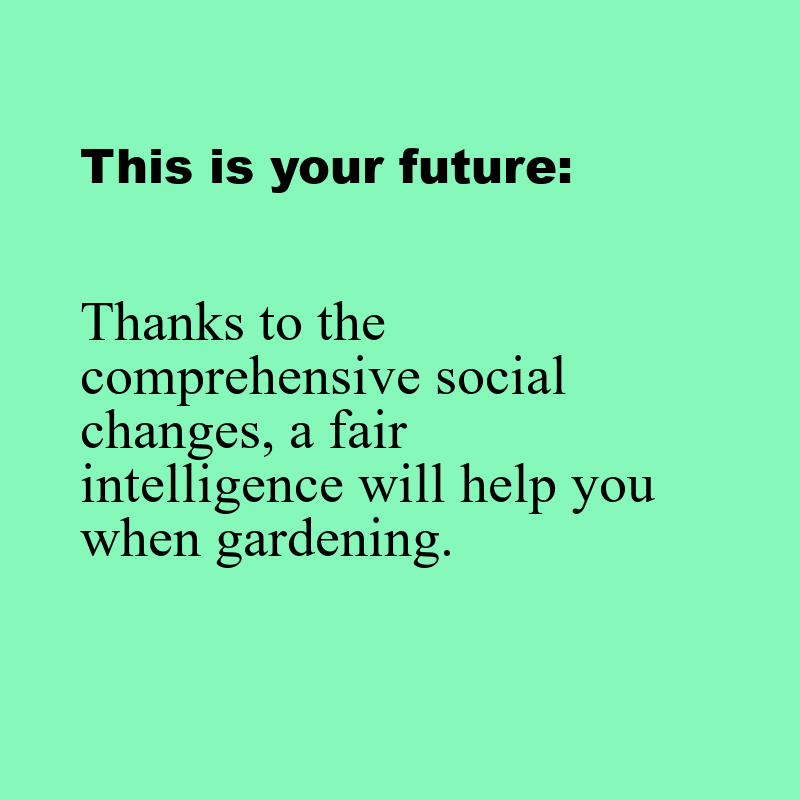 This is your future:
Thanks to the
comprehensive social
changes, a fair
intelligence will help you
when gardening.